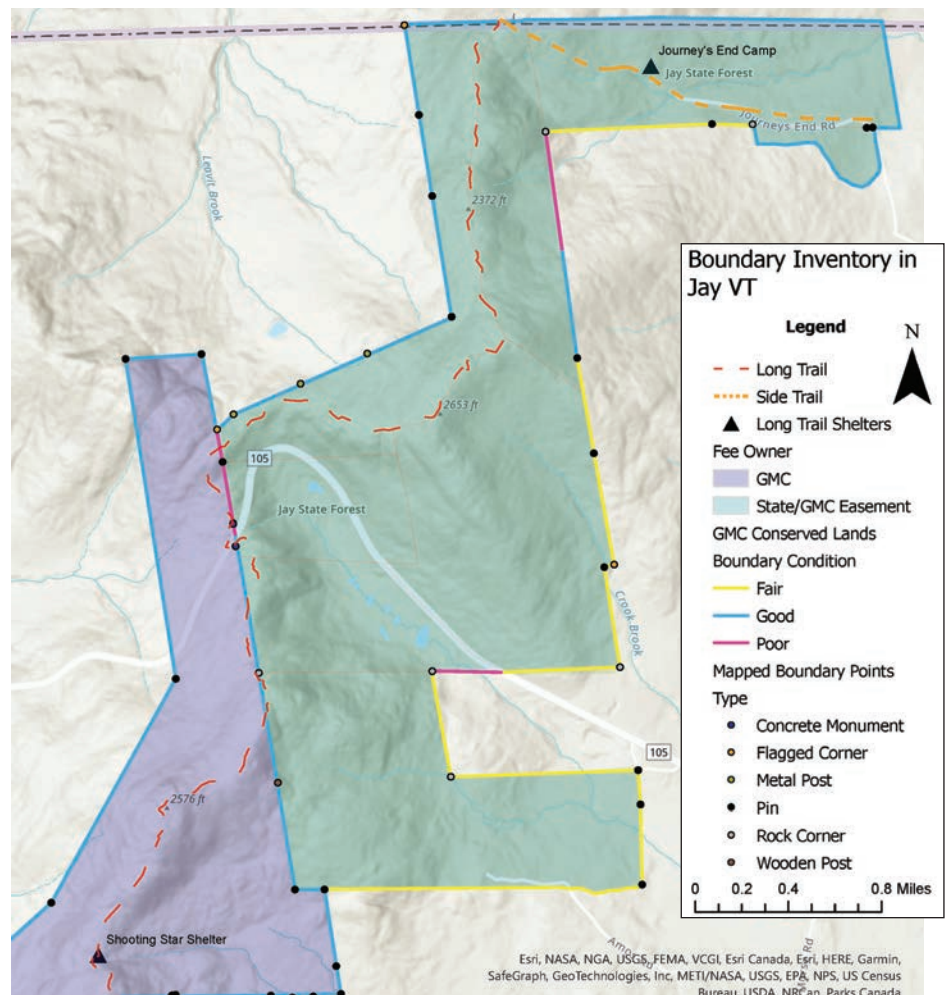 Journey's End Camp
Jay State Forest
Journeys End Rd
Leavit Brook
2372 ft
2653 ft
105
Jay State Forest
Crook Brook
105
2576 ft
Shooting Star Shelter
Boundary Inventory in
Jay VT
Legend
N
Long Trail
Side Trail
Long Trail Shelters
Fee Owner
GMC
State/GMC Easement
GMC Conserved Lands
Boundary Condition
Fair
Good
Poor
Mapped Boundary Points
Type
Concrete Monument
Flagged Corner
Metal Post
Pin
Rock Corner
Wooden Post
0 0.2 0.4 0.8 Miles
Rd
Esri, NASA, NGA, USGS, FEMA, VCGI, Esri Canada, Esri, HERE, Garmin,
SafeGraph, GeoTechnologies, Inc, METI/NASA, USGS, EPA, NPS, US Census
Bureau, USDA, NRCan, Parks Canada